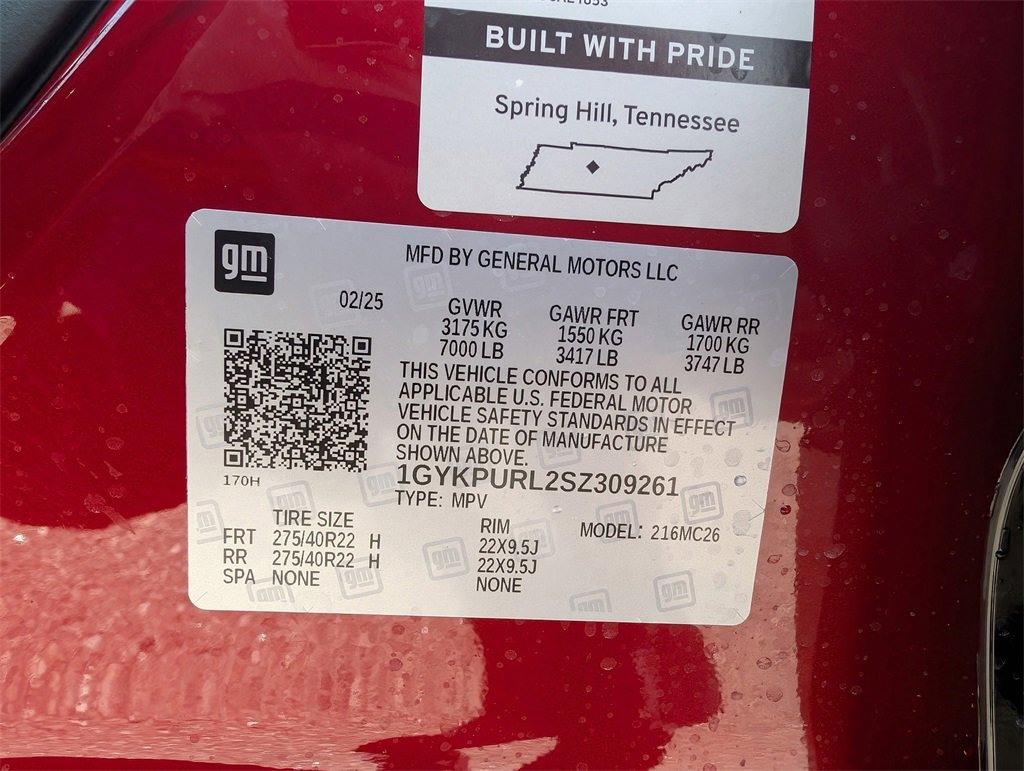 BUILT WITH PRIDE
Spring Hill, Tennessee
gm
MFD BY GENERAL MOTORS LLC
02/25
GVWR GAWR FRT GAWR RR
3175 KG 1550 KG 1700 KG
7000 LB 3417 LB 3747 LB
THIS VEHICLE CONFORMS TO ALL
APPLICABLE U.S. FEDERAL MOTOR
VEHICLE SAFETY STANDARDS IN EFFECT
ON THE DATE OF MANUFACTURE
SHOWN ABOVE.
170H
1GYKPURL2SZ309261
TYPE: MPV
TIRE SIZE RIM MODEL: 216MC26
FRT 275/40R22 H 22X9.5J
RR 275/40R22 H 22X9.5J
SPA NONE NONE